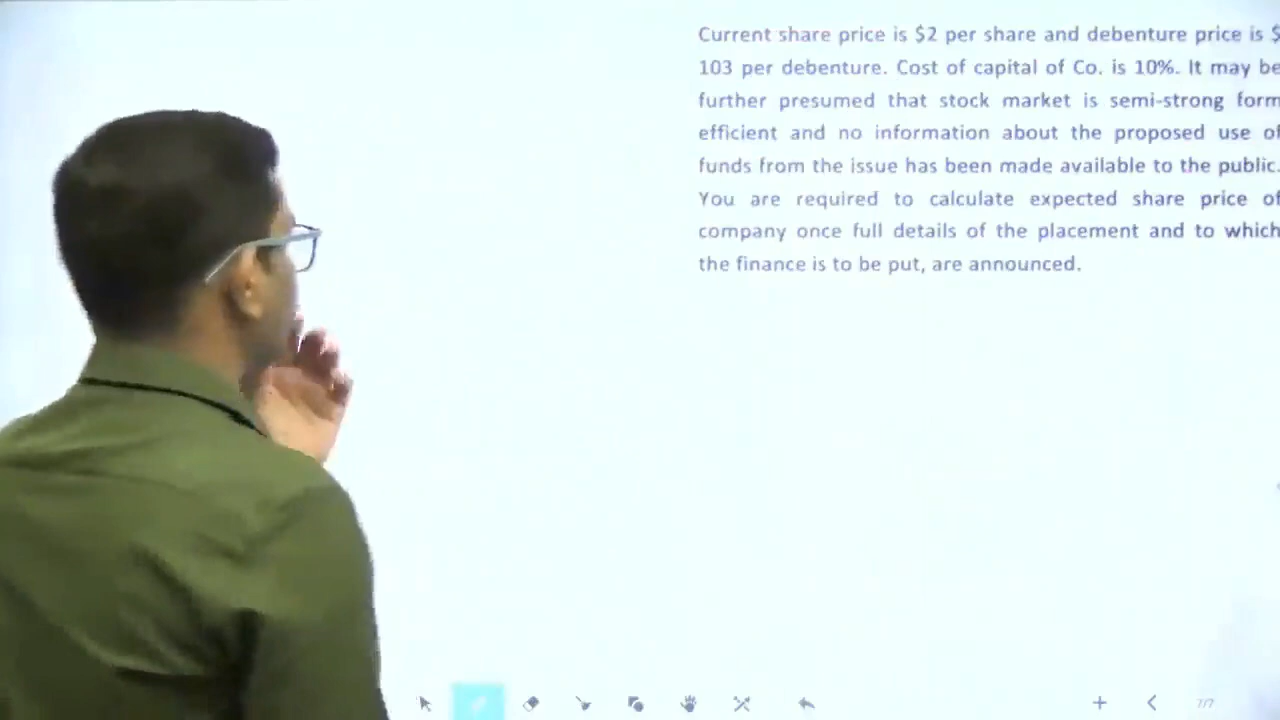 Current share price is $2 per share and debenture price is $
103 per debenture. Cost of capital of Co. is 10%. It may be
further presumed that stock market is semi-strong form
efficient and no information about the proposed use of
funds from the issue has been made available to the public.
You are required to calculate expected share price of
company once full details of the placement and to which
the finance is to be put, are announced.
7/7